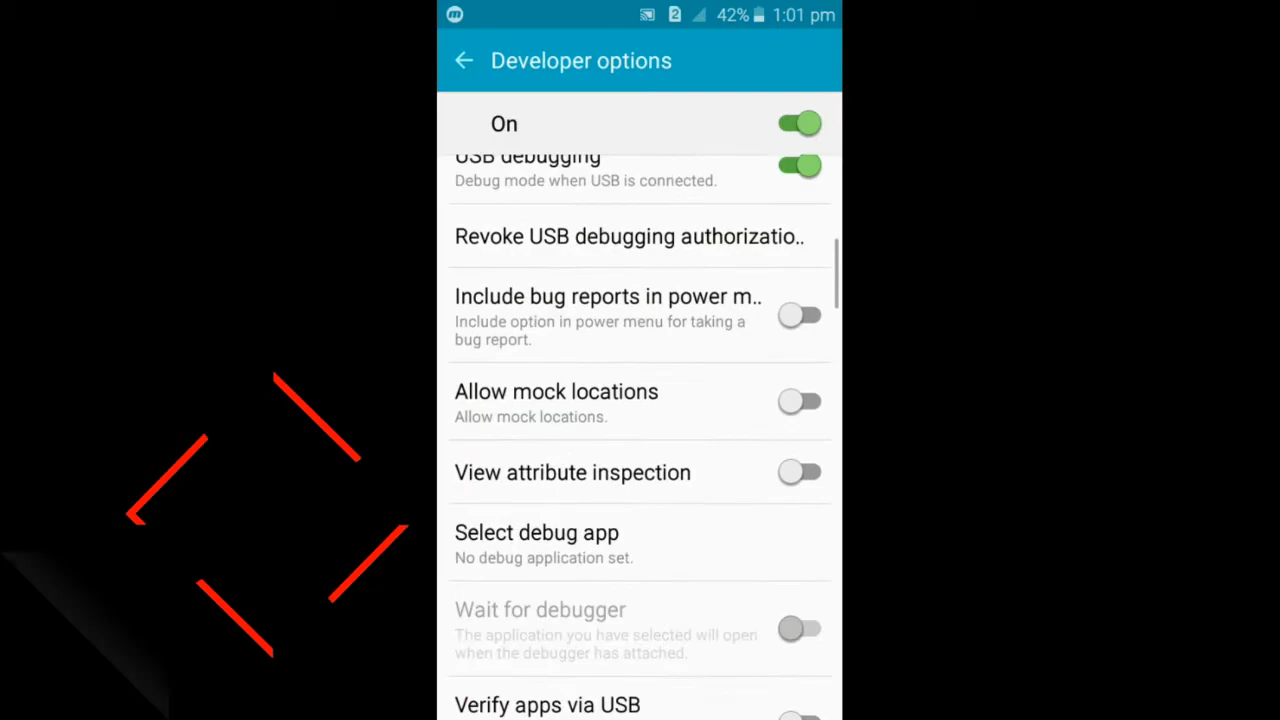 2 42% 1:01 pm
Developer options
On
USB debugging
Debug mode when USB is connected.
Revoke USB debugging authorizatio..
Include bug reports in power m..
Include option in power menu for taking a
bug report.
Allow mock locations
Allow mock locations.
View attribute inspection
Select debug app
No debug application set.
Wait for debugger
The application you have selected will open
when the debugger has attached.
Verify apps via USB